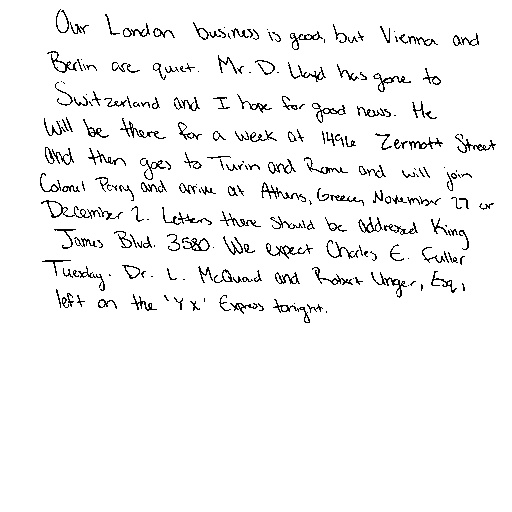 Our London business is good, but Vienna and
Berlin are quiet. Mr. D. Lloyd has gone to
Switzerland and I hope for good news. He
will be there for a week at 1496 Zermott Street
and then goes to Turin and Rome and will join
Colonel Parry and arrive at Athens, Greece, November 27 or
December 2. Letters there should be addressed King
James Blvd. 3580. We expect Charles E. Fuller
Tuesday. Dr. L. McQuaid and Robert Unger, Esq.,
left on the 'Y X' Express tonight.